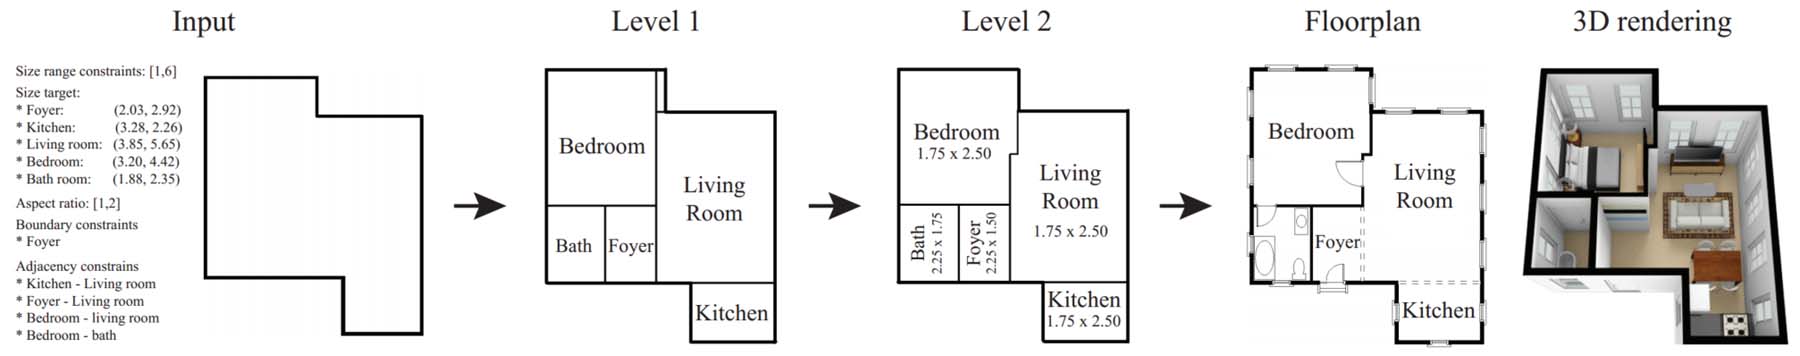 Input
Level 1
Level 2
Floorplan
3D rendering
Size range constraints: [1,6]
Size target:
* Foyer: (2.03, 2.92)
* Kitchen: (3.28, 2.26)
* Living room: (3.85, 5.65)
* Bedroom: (3.20, 4.42)
* Bath room: (1.88, 2.35)
Aspect ratio: [1,2]
Boundary constraints
* Foyer
Adjacency constrains
* Kitchen - Living room
* Foyer - Living room
* Bedroom - living room
* Bedroom - bath
Bedroom
Living
Room
Bath
Foyer
Kitchen
Bedroom
1.75 x 2.50
Living
Room
1.75 x 2.50
Bath
2.25 x 1.75
Foyer
2.25 x 1.50
Kitchen
1.75 x 2.50
Bedroom
Living
Room
Foyer
Kitchen